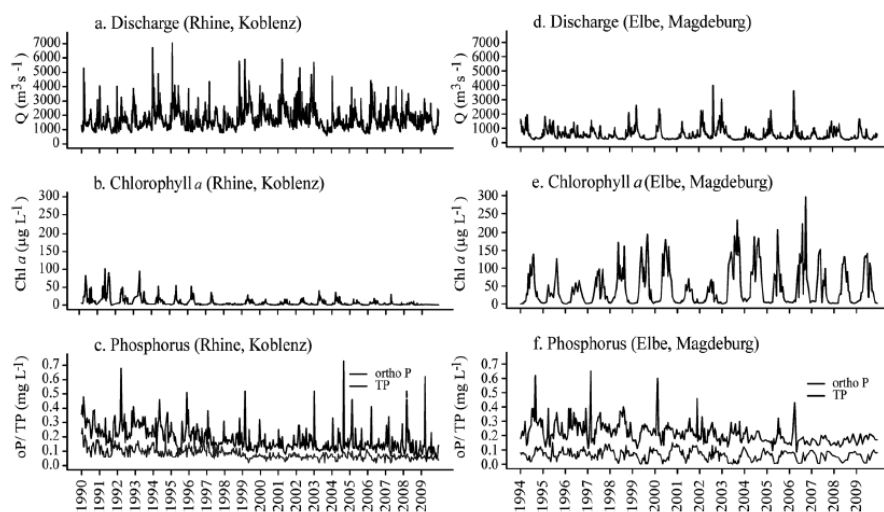 a. Discharge (Rhine, Koblenz)
7000
6000
5000
4000
3000
2000
1000
0
Q (m³s⁻¹)
b. Chlorophyll a (Rhine, Koblenz)
300
250
200
150
100
50
0
Chl a (µg L⁻¹)
c. Phosphorus (Rhine, Koblenz)
ortho P
TP
0.7
0.6
0.5
0.4
0.3
0.2
0.1
0.0
oP/ TP (mg L⁻¹)
1990 1991 1992 1993 1994 1995 1996 1997 1998 1999 2000 2001 2002 2003 2004 2005 2006 2007 2008 2009
d. Discharge (Elbe, Magdeburg)
7000
6000
5000
4000
3000
2000
1000
0
Q (m³s⁻¹)
e. Chlorophyll a (Elbe, Magdeburg)
300
250
200
150
100
50
0
Chl a (µg L⁻¹)
f. Phosphorus (Elbe, Magdeburg)
ortho P
TP
0.7
0.6
0.5
0.4
0.3
0.2
0.1
0.0
oP/ TP (mg L⁻¹)
1994 1995 1996 1997 1998 1999 2000 2001 2002 2003 2004 2005 2006 2007 2008 2009